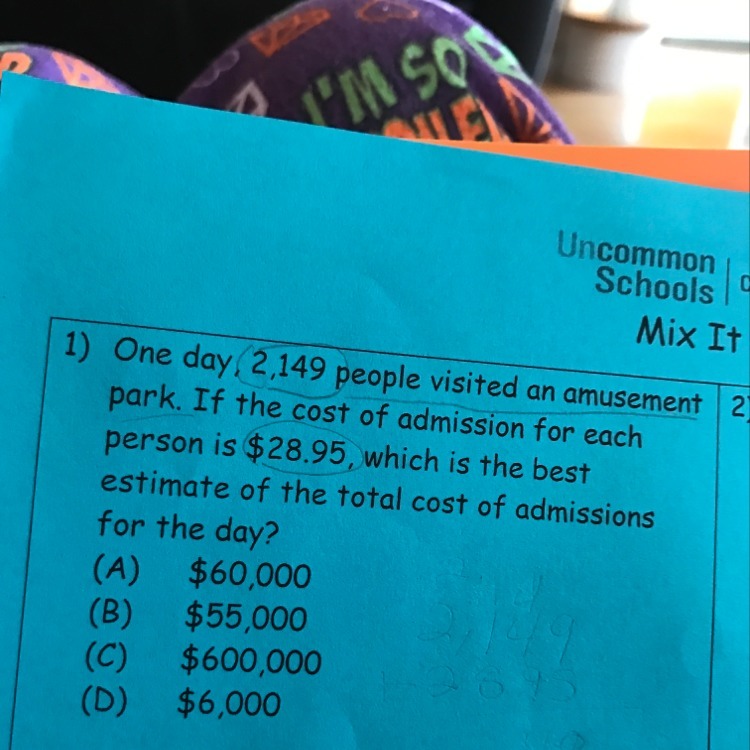 I'M SO
Uncommon
Schools
Mix It
1) One day, 2,149 people visited an amusement
park. If the cost of admission for each
person is $28.95, which is the best
estimate of the total cost of admissions
for the day?
(A) $60,000
(B) $55,000
(C) $600,000
(D) $6,000
2)
2,149